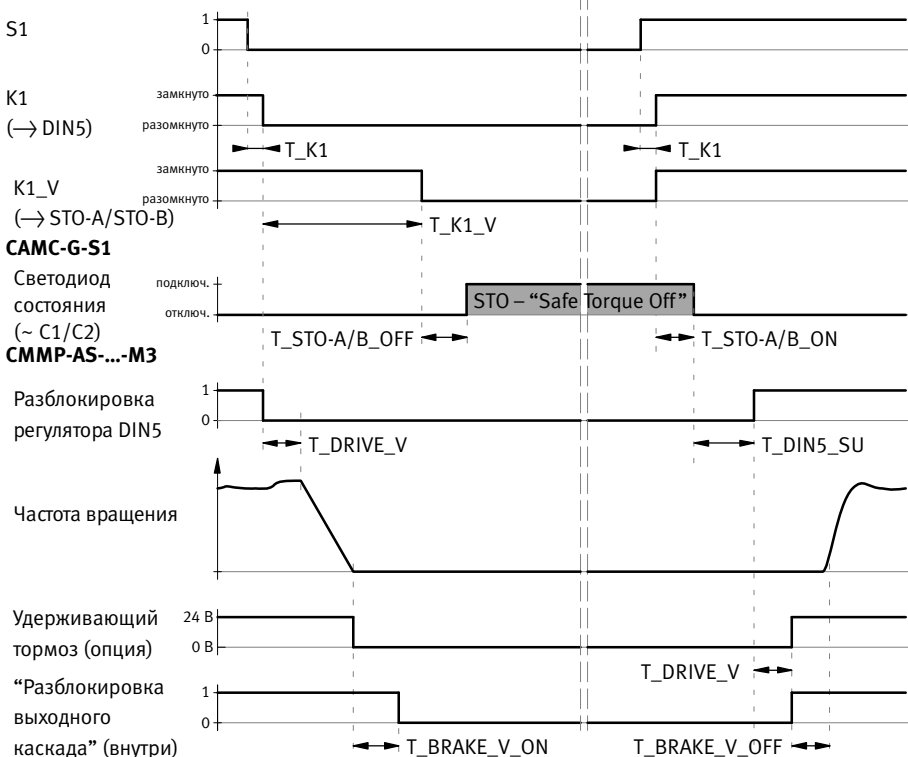 S1
1
0
K1
(→ DIN5)
замкнуто
разомкнуто
T_K1
T_K1
K1_V
(→ STO-A/STO-B)
замкнуто
разомкнуто
T_K1_V
CAMC-G-S1
Светодиод
состояния
(~ C1/C2)
подключ.
отключ.
STO – “Safe Torque Off”
T_STO-A/B_OFF
T_STO-A/B_ON
CMMP-AS-...-M3
Разблокировка
регулятора DIN5
1
0
T_DRIVE_V
T_DIN5_SU
Частота вращения
Удерживающий
тормоз (опция)
24 В
0 В
T_DRIVE_V
“Разблокировка
выходного
каскада” (внутри)
1
0
T_BRAKE_V_ON
T_BRAKE_V_OFF